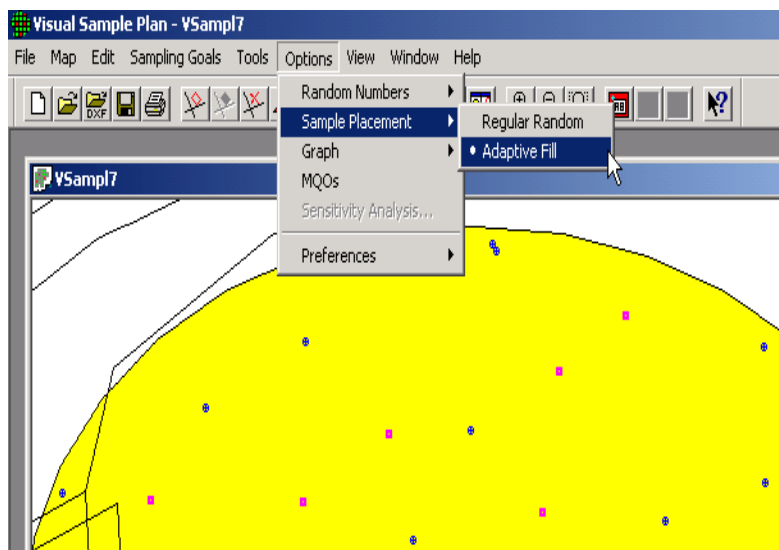 Visual Sample Plan - VSampl7
File Map Edit Sampling Goals Tools Options View Window Help
DXF
AB
Random Numbers
Sample Placement
Graph
MQOs
Sensitivity Analysis...
Preferences
Regular Random
• Adaptive Fill
VSampl7